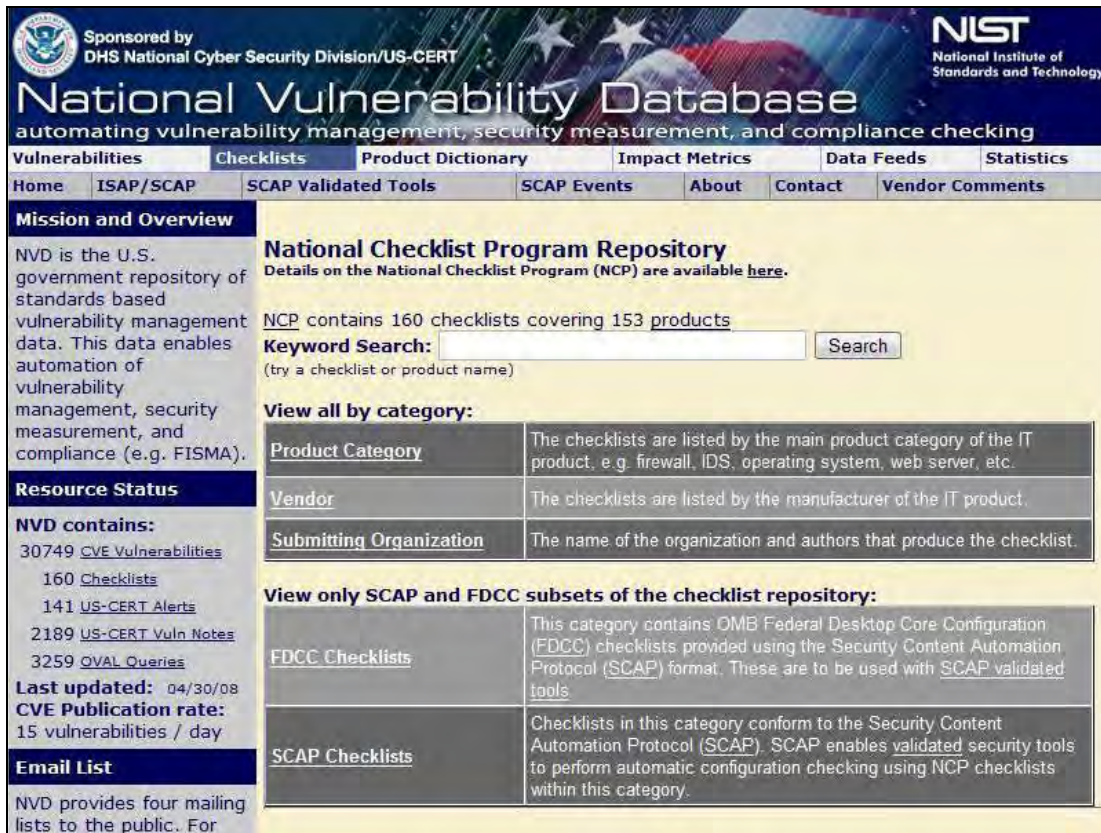 Sponsored by
DHS National Cyber Security Division/US-CERT
NIST
National Institute of
Standards and Technology
National Vulnerability Database
automating vulnerability management, security measurement, and compliance checking
Vulnerabilities Checklists Product Dictionary Impact Metrics Data Feeds Statistics
Home ISAP/SCAP SCAP Validated Tools SCAP Events About Contact Vendor Comments
Mission and Overview
NVD is the U.S.
government repository of
standards based
vulnerability management
data. This data enables
automation of
vulnerability
management, security
measurement, and
compliance (e.g. FISMA).
Resource Status
NVD contains:
30749 CVE Vulnerabilities
160 Checklists
141 US-CERT Alerts
2189 US-CERT Vuln Notes
3259 OVAL Queries
Last updated: 04/30/08
CVE Publication rate:
15 vulnerabilities / day
Email List
NVD provides four mailing
lists to the public. For
National Checklist Program Repository
Details on the National Checklist Program (NCP) are available here.
NCP contains 160 checklists covering 153 products
Keyword Search: Search
(try a checklist or product name)
View all by category:
Product Category
The checklists are listed by the main product category of the IT
product, e.g. firewall, IDS, operating system, web server, etc.
Vendor
The checklists are listed by the manufacturer of the IT product.
Submitting Organization
The name of the organization and authors that produce the checklist.
View only SCAP and FDCC subsets of the checklist repository:
FDCC Checklists
This category contains OMB Federal Desktop Core Configuration
(FDCC) checklists provided using the Security Content Automation
Protocol (SCAP) format. These are to be used with SCAP validated
tools.
SCAP Checklists
Checklists in this category conform to the Security Content
Automation Protocol (SCAP). SCAP enables validated security tools
to perform automatic configuration checking using NCP checklists
within this category.